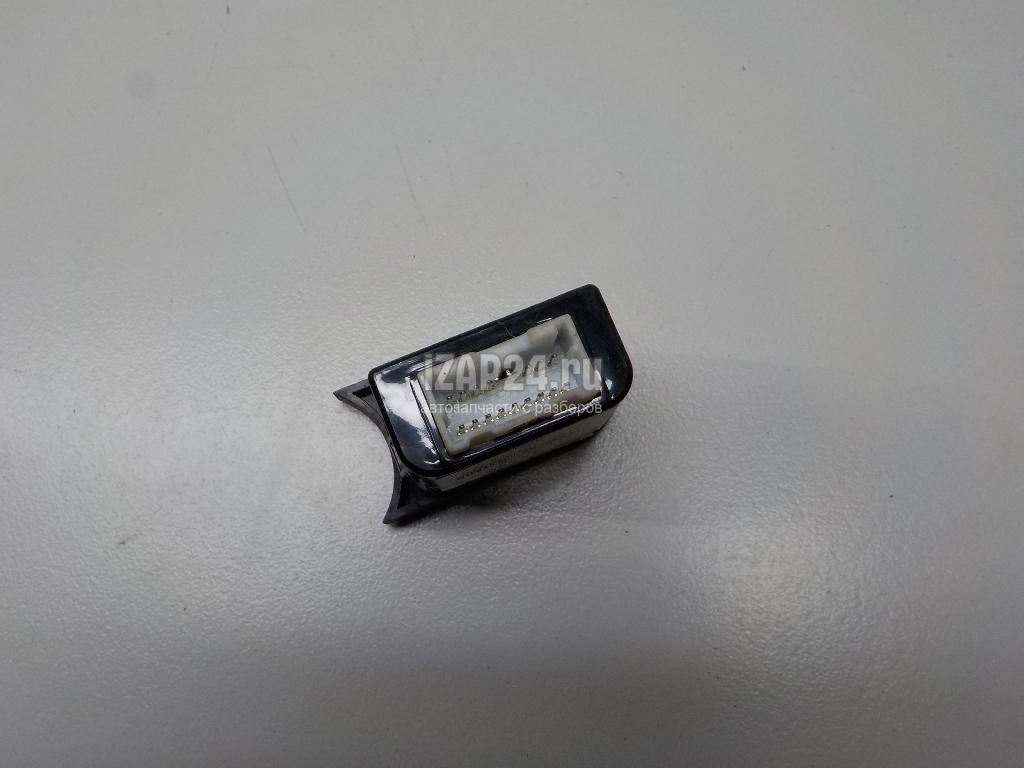 iZAP24.ru
автозапчасти с разборов